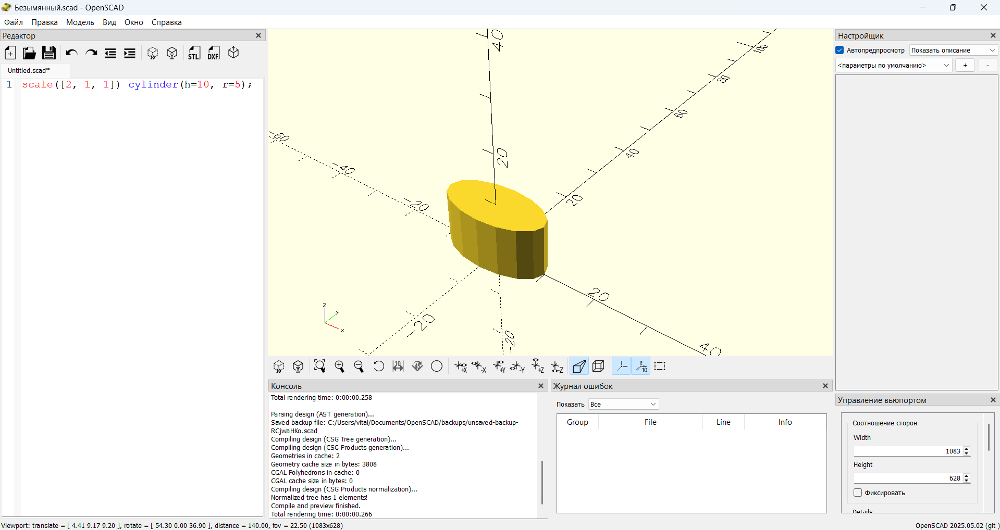 Безымянный.scad - OpenSCAD
Файл Правка Модель Вид Окно Справка
Редактор
STL DXF
Untitled.scad*
1 scale([2, 1, 1]) cylinder(h=10, r=5);
40
20
-20
-60
-40
-20
20
40
60
80
100
-20
20
40
z
y
x
10 45 +X -X +Y -Y +Z -Z 10
Консоль
Total rendering time: 0:00:00.258
Parsing design (AST generation)...
Saved backup file: C:/Users/vital/Documents/OpenSCAD/backups/unsaved-backup-
RCjwaHKo.scad
Compiling design (CSG Tree generation)...
Compiling design (CSG Products generation)...
Geometries in cache: 2
Geometry cache size in bytes: 3808
CGAL Polyhedrons in cache: 0
CGAL cache size in bytes: 0
Compiling design (CSG Products normalization)...
Normalized tree has 1 elements!
Compile and preview finished.
Total rendering time: 0:00:00.266
Журнал ошибок
Показать Все
Group File Line Info
Настройщик
Автопредпросмотр Показать описание
<параметры по умолчанию> + -
Управление вьюпортом
Соотношение сторон
Width
1083
Height
628
Фиксировать
Details
Viewport: translate = [ 4.41 9.17 9.20 ], rotate = [ 54.30 0.00 36.90 ], distance = 140.00, fov = 22.50 (1083x628)
OpenSCAD 2025.05.02 (git )